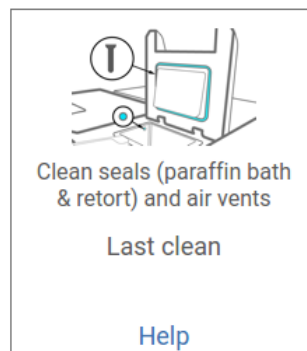 Clean seals (paraffin bath
& retort) and air vents
Last clean
Help